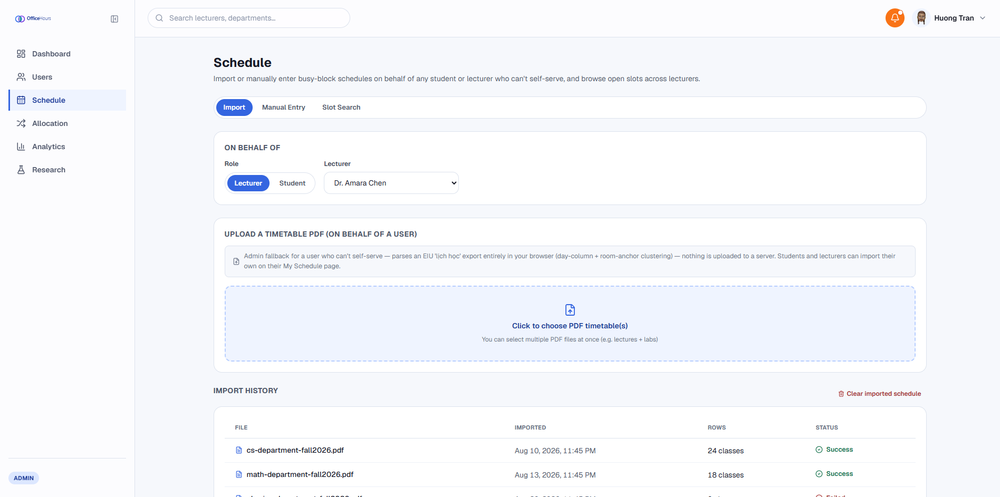 OfficeHours
Search lecturers, departments...
Huong Tran
Dashboard
Users
Schedule
Allocation
Analytics
Research
ADMIN
Schedule
Import or manually enter busy-block schedules on behalf of any student or lecturer who can't self-serve, and browse open slots across lecturers.
Import
Manual Entry
Slot Search
ON BEHALF OF
Role
Lecturer
Lecturer
Student
Dr. Amara Chen
UPLOAD A TIMETABLE PDF (ON BEHALF OF A USER)
Admin fallback for a user who can't self-serve — parses an EIU 'lịch học' export entirely in your browser (day-column + room-anchor clustering) — nothing is uploaded to a server. Students and lecturers can import their
own on their My Schedule page.
Click to choose PDF timetable(s)
You can select multiple PDF files at once (e.g. lectures + labs)
IMPORT HISTORY
Clear imported schedule
FILE
IMPORTED
ROWS
STATUS
cs-department-fall2026.pdf
Aug 10, 2026, 11:45 PM
24 classes
Success
math-department-fall2026.pdf
Aug 13, 2026, 11:45 PM
18 classes
Success